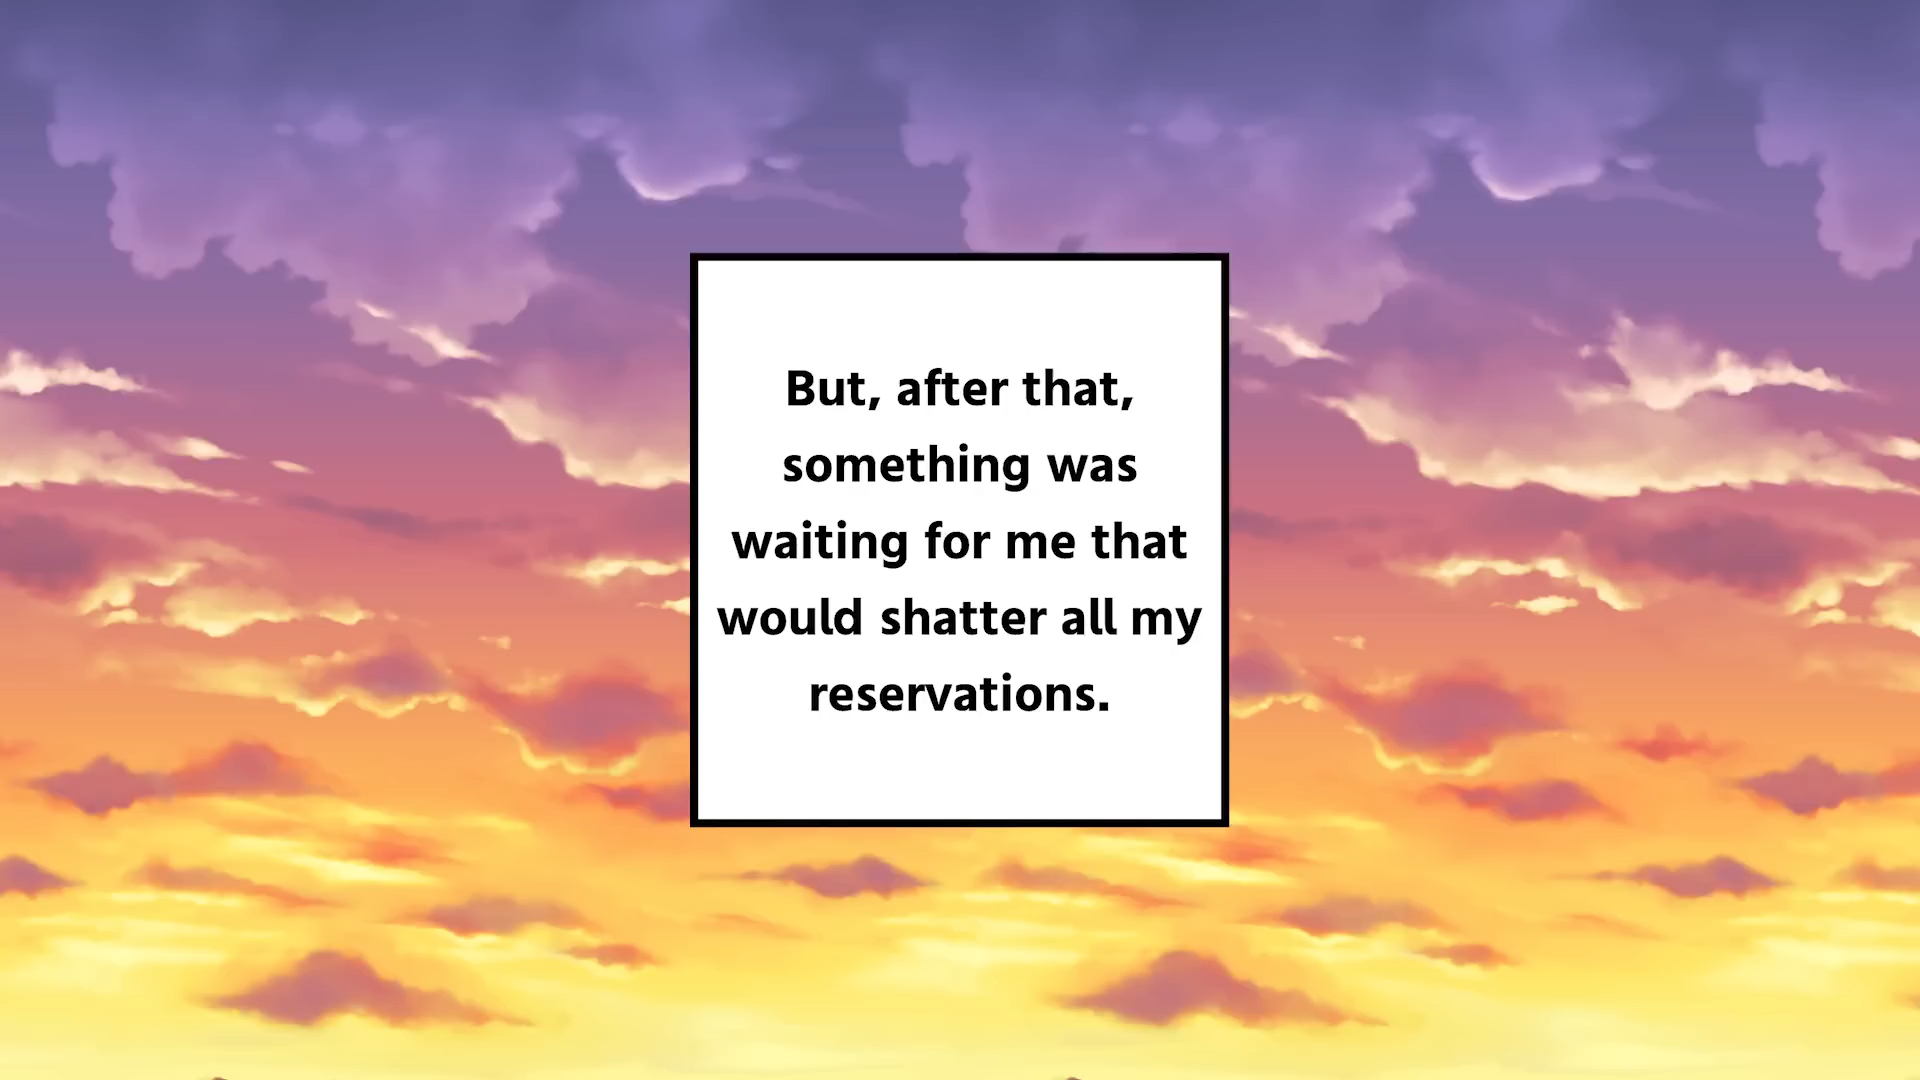 But, after that,
something was
waiting for me that
would shatter all my
reservations.